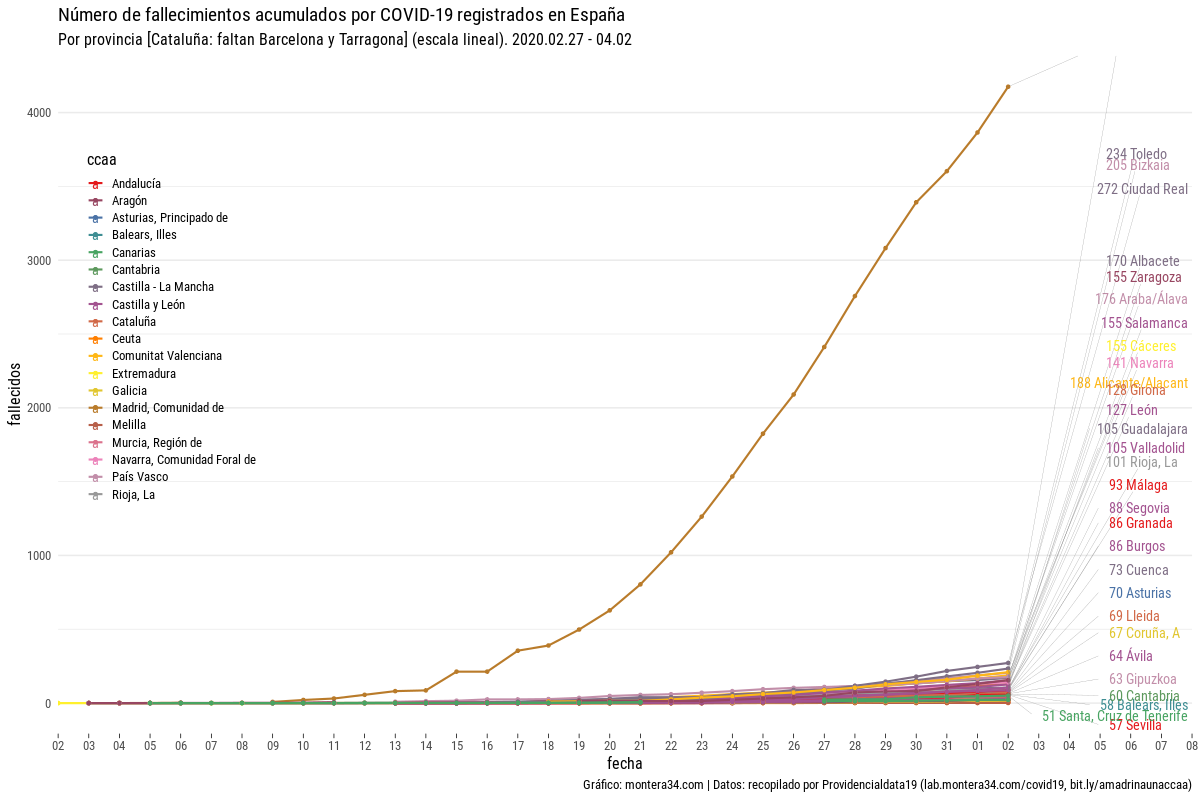 Número de fallecimientos acumulados por COVID-19 registrados en España
Por provincia [Cataluña: faltan Barcelona y Tarragona] (escala lineal). 2020.02.27 - 04.02
fallecidos
4000
3000
2000
1000
0
ccaa
Andalucía
Aragón
Asturias, Principado de
Balears, Illes
Canarias
Cantabria
Castilla - La Mancha
Castilla y León
Cataluña
Ceuta
Comunitat Valenciana
Extremadura
Galicia
Madrid, Comunidad de
Melilla
Murcia, Región de
Navarra, Comunidad Foral de
País Vasco
Rioja, La
234 Toledo
205 Bizkaia
272 Ciudad Real
170 Albacete
155 Zaragoza
176 Araba/Álava
155 Salamanca
155 Cáceres
141 Navarra
188 Alicante/Alacant
128 Girona
127 León
105 Guadalajara
105 Valladolid
101 Rioja, La
93 Málaga
88 Segovia
86 Granada
86 Burgos
73 Cuenca
70 Asturias
69 Lleida
67 Coruña, A
64 Ávila
63 Gipuzkoa
60 Cantabria
58 Balears, Illes
51 Santa, Cruz de Tenerife
57 Sevilla
02 03 04 05 06 07 08 09 10 11 12 13 14 15 16 17 18 19 20 21 22 23 24 25 26 27 28 29 30 31 01 02 03 04 05 06 07 08
fecha
Gráfico: montera34.com | Datos: recopilado por Providencialdata19 (lab.montera34.com/covid19, bit.ly/amadrinaunaccaa)